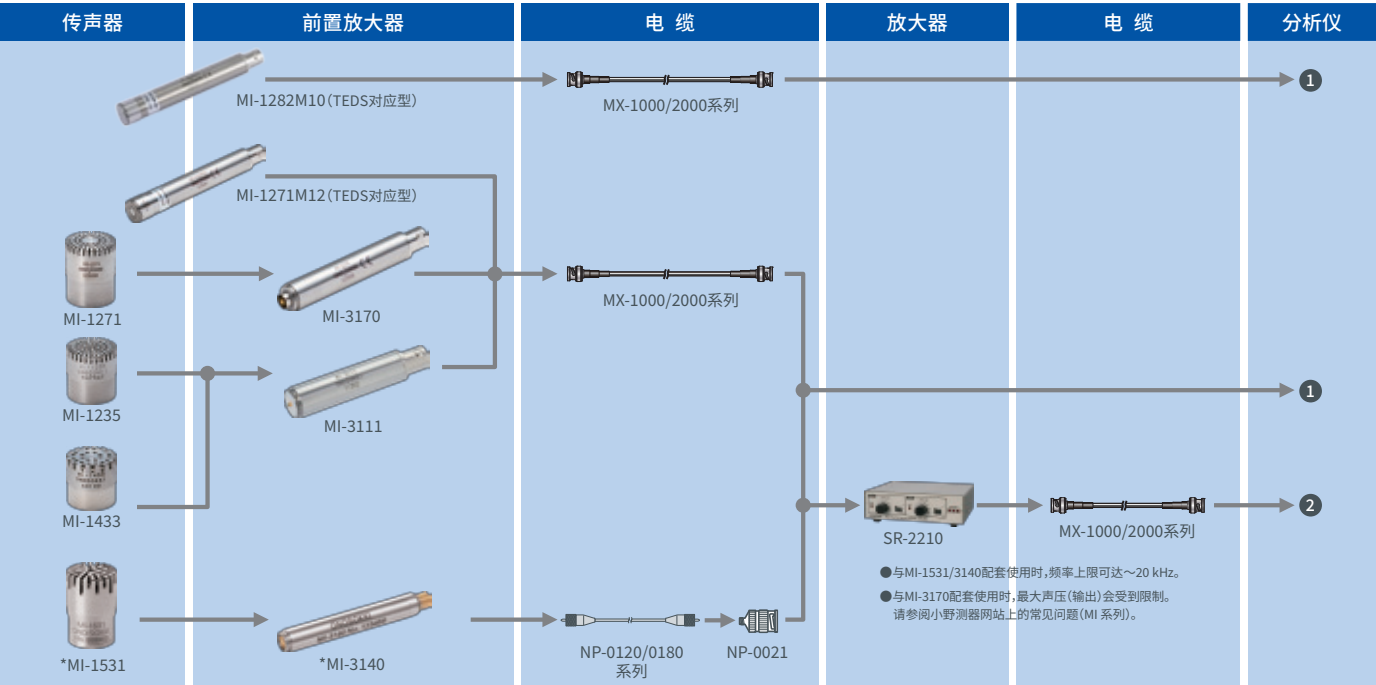 传声器
前置放大器
电 缆
放大器
电 缆
分析仪
MI-1282M10(TEDS对应型)
MX-1000/2000系列
1
MI-1271M12(TEDS对应型)
MI-1271
MI-3170
MX-1000/2000系列
MI-1235
MI-3111
1
MI-1433
SR-2210
MX-1000/2000系列
2
●与MI-1531/3140配套使用时,频率上限可达～20 kHz。
●与MI-3170配套使用时,最大声压(输出)会受到限制。
请参阅小野测器网站上的常见问题(MI 系列)。
*MI-1531
*MI-3140
NP-0120/0180
系列
NP-0021